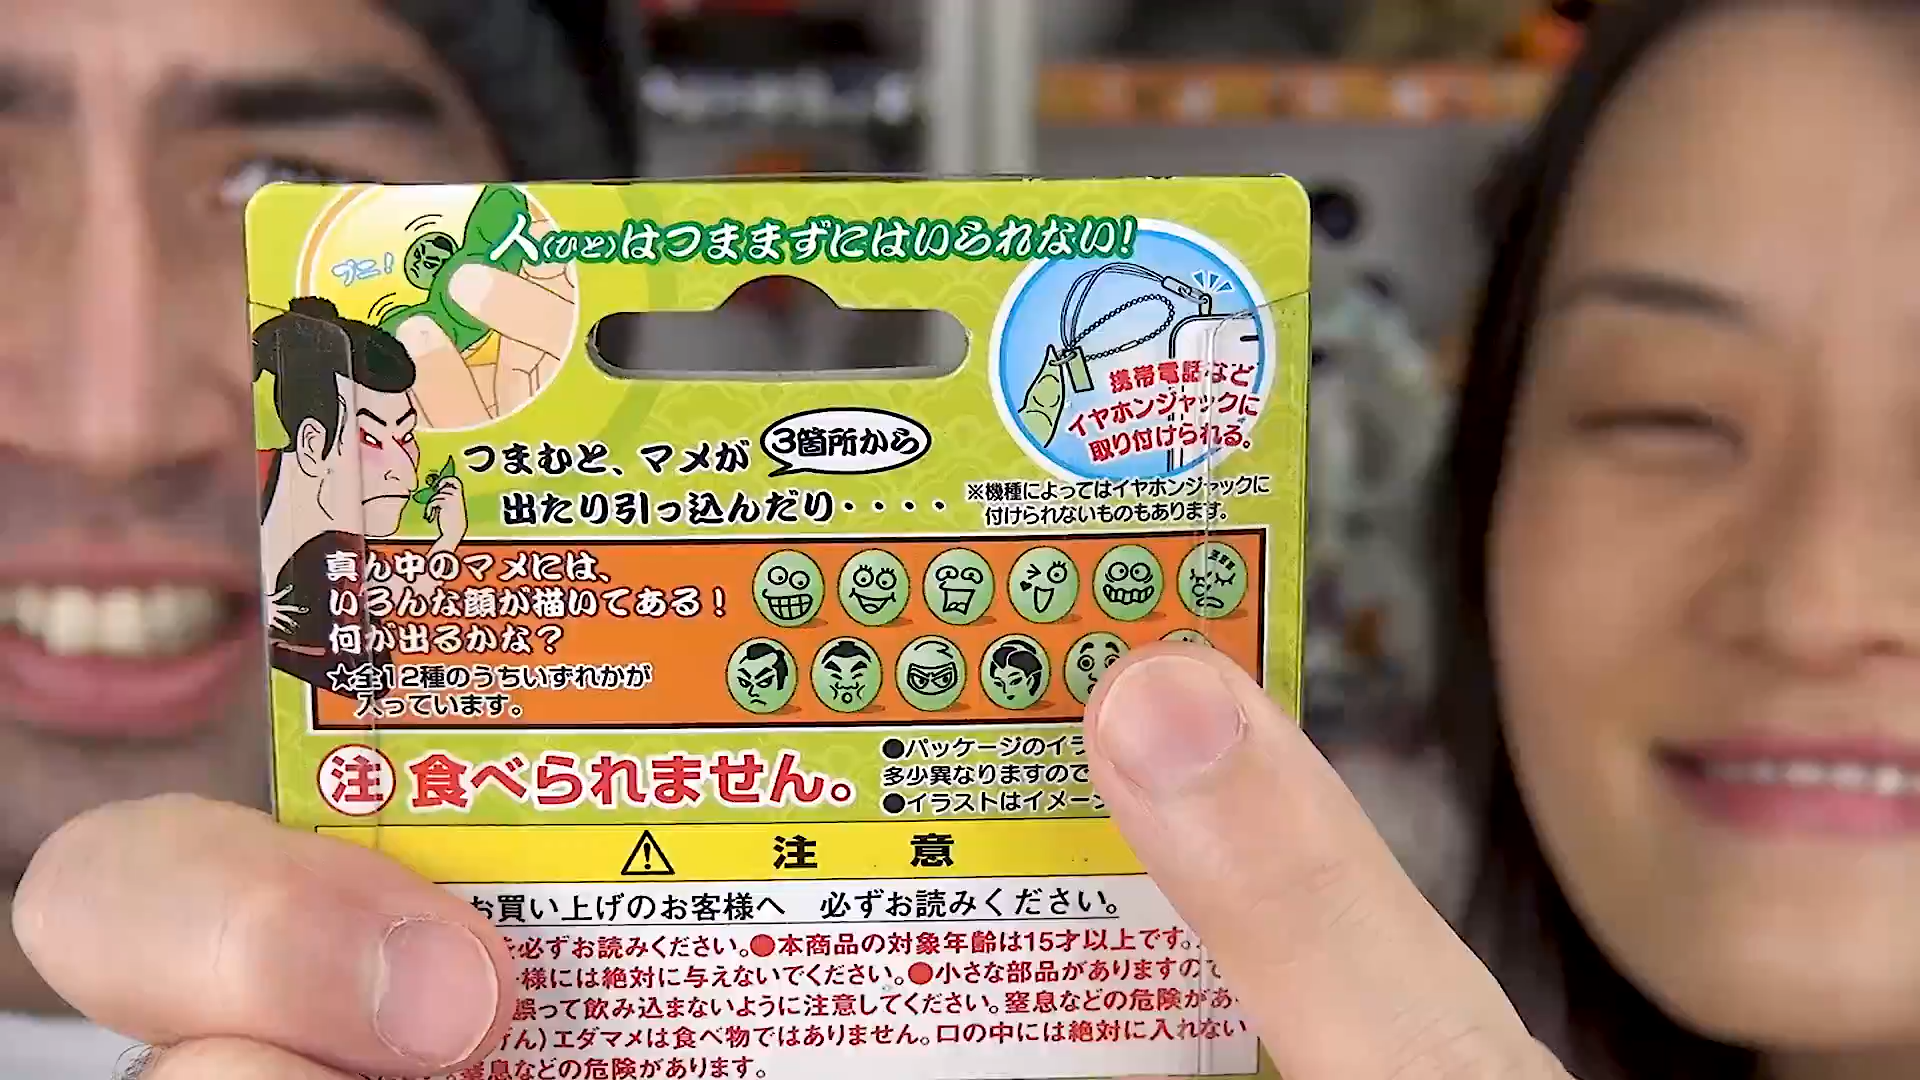 人(ひと)はつままずにはいられない!
プニ!
携帯電話など
イヤホンジャックに
取り付けられる。
つまむと、マメが 3箇所から
出たり引っ込んだり・・・・
※機種によってはイヤホンジャックに
付けられないものもあります。
真ん中のマメには、
いろんな顔が描いてある!
何が出るかな?
★全12種のうちいずれかが
入っています。
注 食べられません。
●パッケージのイラ
多少異なりますので
●イラストはイメー
注 意
お買い上げのお客様へ 必ずお読みください。
を必ずお読みください。●本商品の対象年齢は15才以上です。
様には絶対に与えないでください。●小さな部品がありますので
誤って飲み込まないように注意してください。窒息などの危険があ
げん)エダマメは食べ物ではありません。口の中には絶対に入れない
窒息などの危険があります。